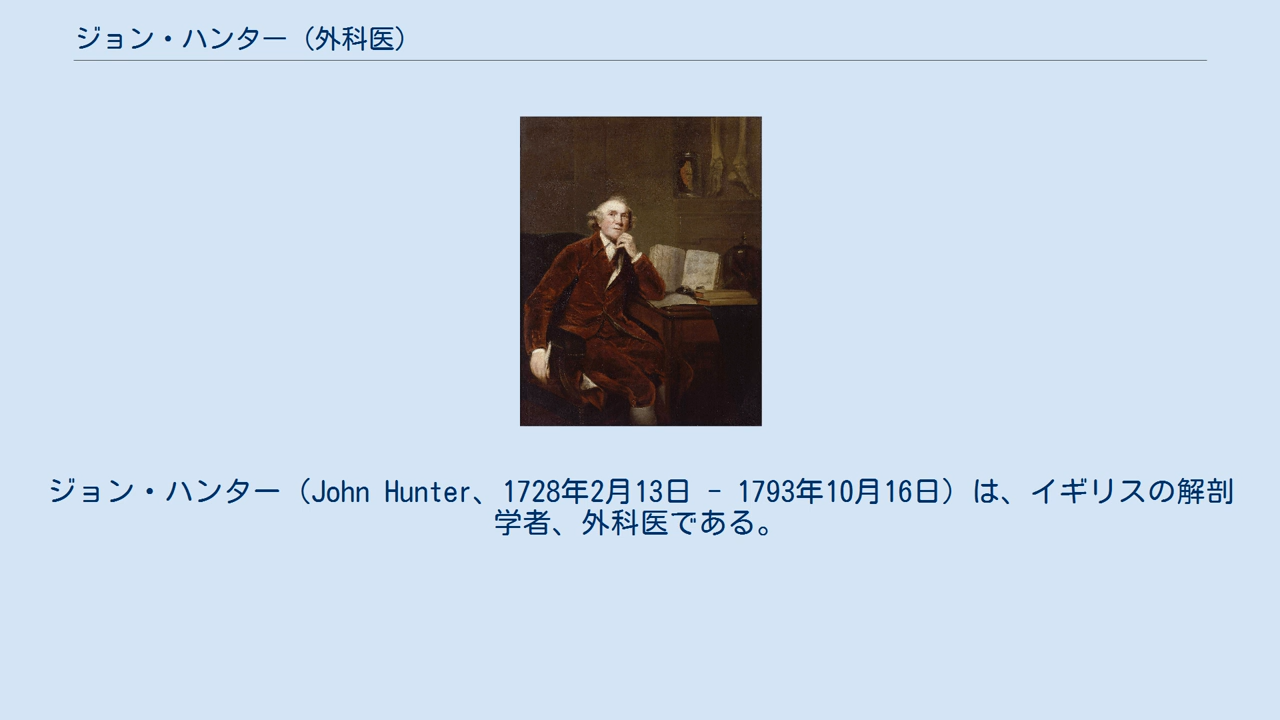 ジョン・ハンター（外科医）
ジョン・ハンター（John Hunter、1728年2月13日 - 1793年10月16日）は、イギリスの解剖
学者、外科医である。